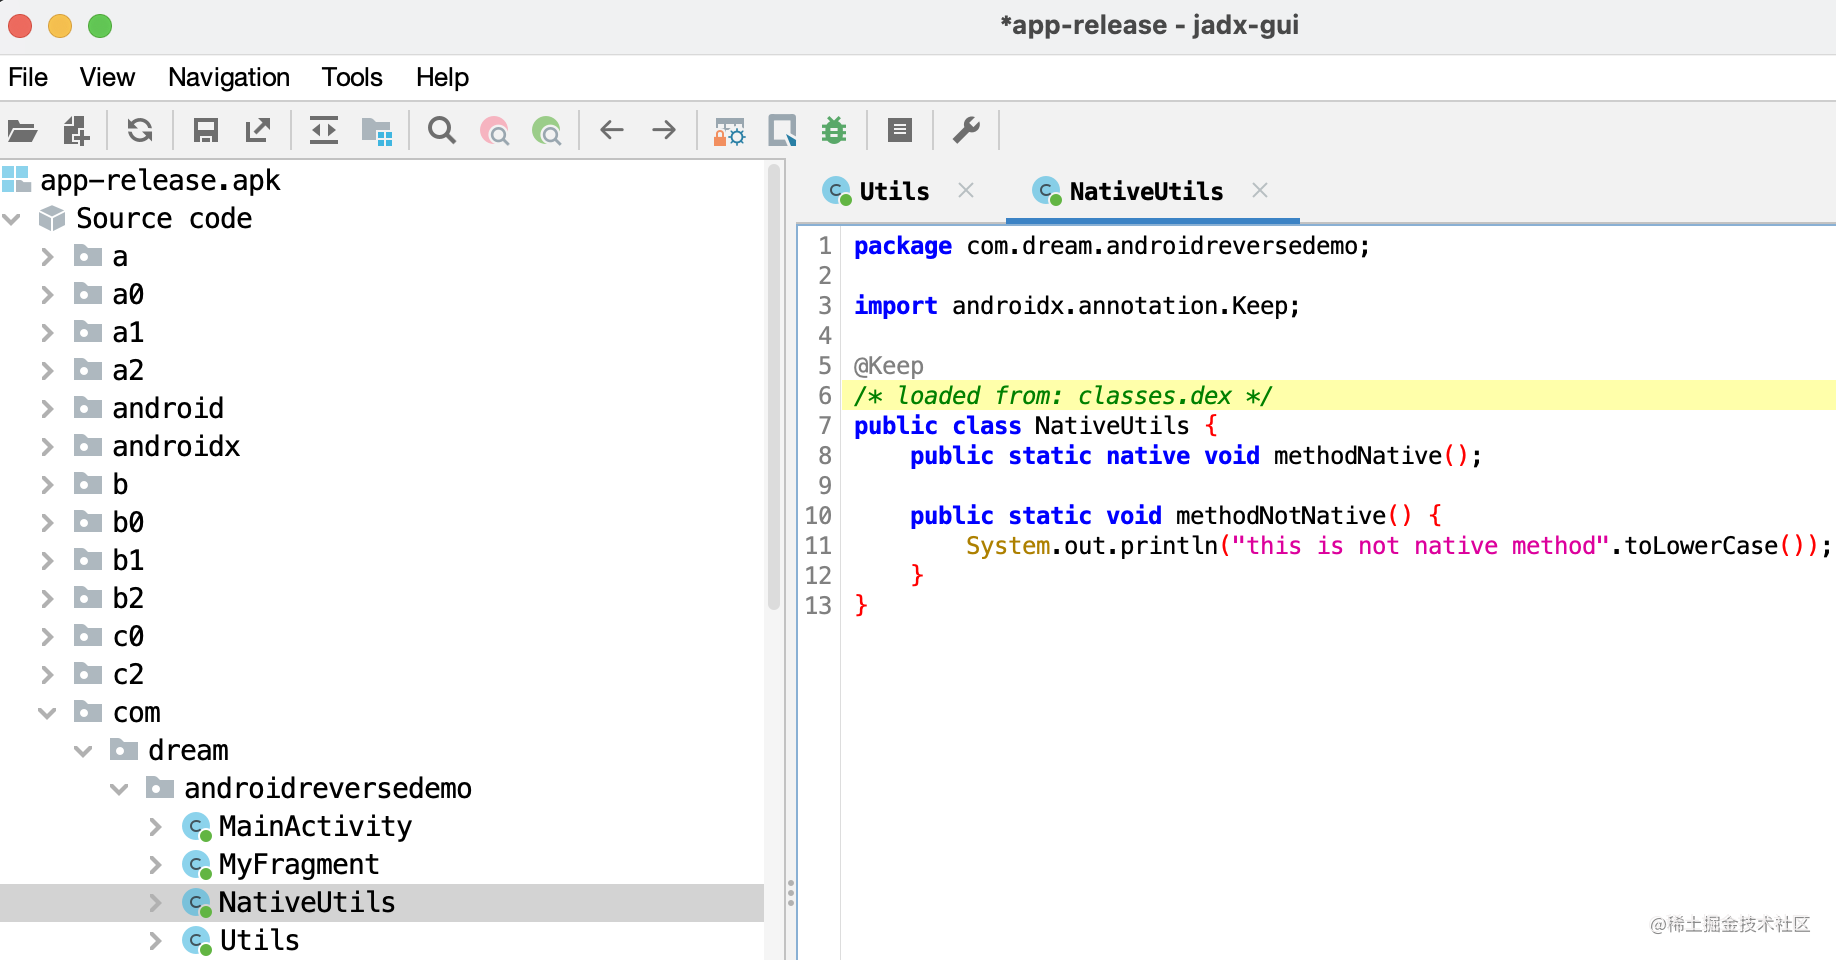 *app-release - jadx-gui
File View Navigation Tools Help
app-release.apk
Source code
a
a0
a1
a2
android
androidx
b
b0
b1
b2
c0
c2
com
dream
androidreversedemo
MainActivity
MyFragment
NativeUtils
Utils
Utils NativeUtils
1 package com.dream.androidreversedemo;
2
3 import androidx.annotation.Keep;
4
5 @Keep
6 /* loaded from: classes.dex */
7 public class NativeUtils {
8 public static native void methodNative();
9
10 public static void methodNotNative() {
11 System.out.println("this is not native method".toLowerCase());
12 }
13 }
@稀土掘金技术社区